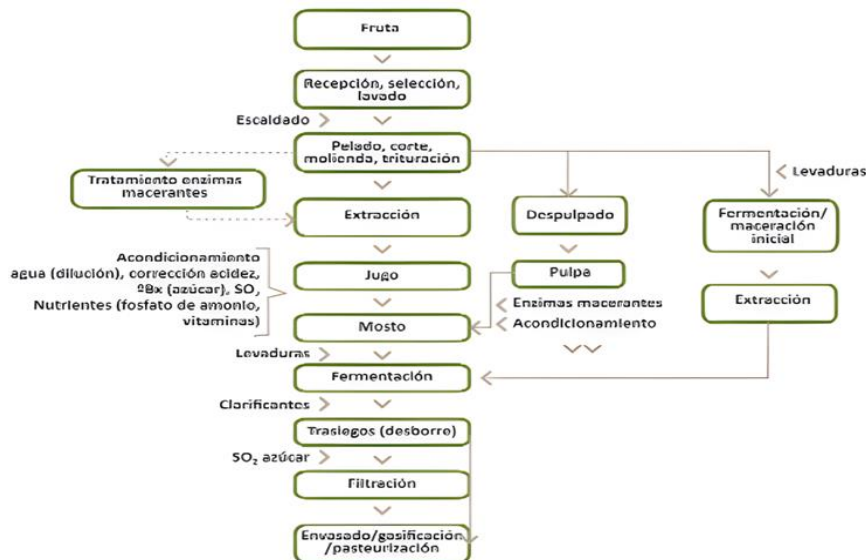 Fruta
Recepción, selección,
lavado
Escaldado
Pelado, corte,
molienda, trituración
Levaduras
Tratamiento enzimas
macerantes
Extracción
Despulpado
Fermentación/
maceración
inicial
Acondicionamiento
agua (dilución), corrección acidez,
ºBx (azúcar), SO,
Nutrientes (fosfato de amonio,
vitaminas)
Jugo
Pulpa
Enzimas macerantes
Acondicionamiento
Extracción
Mosto
Levaduras
Fermentación
Clarificantes
Trasiegos (desborre)
SO₂ azúcar
Filtración
Envasado/gasificación
/pasteurización